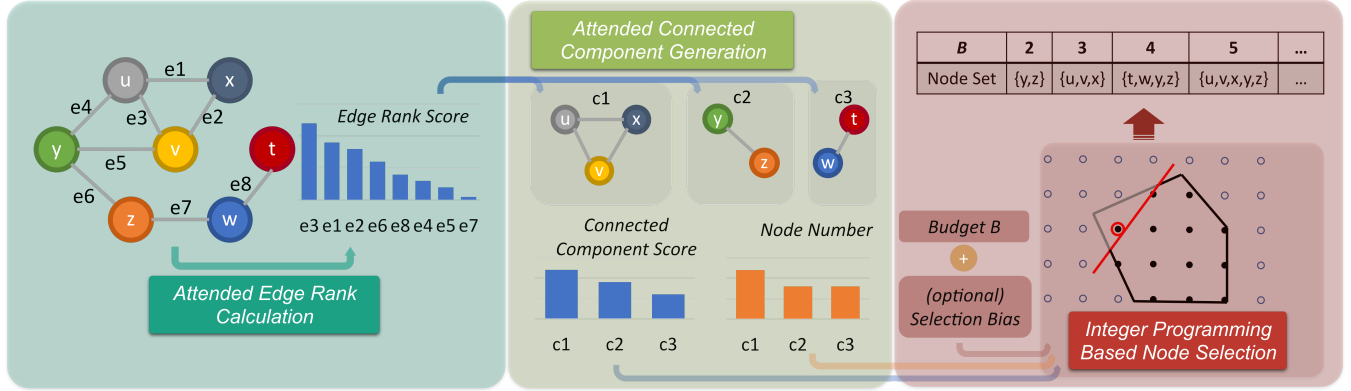 u
e1
x
e4
e3
e2
y
e5
v
t
e6
e8
z
e7
w
Edge Rank Score
e3 e1 e2 e6 e8 e4 e5 e7
Attended Edge Rank
Calculation
Attended Connected
Component Generation
c1
u
x
v
c2
y
z
c3
t
w
Connected
Component Score
c1 c2 c3
Node Number
c1 c2 c3
B 2 3 4 5 ...
Node Set {y,z} {u,v,x} {t,w,y,z} {u,v,x,y,z} ...
Budget B
+
(optional)
Selection Bias
Integer Programming
Based Node Selection